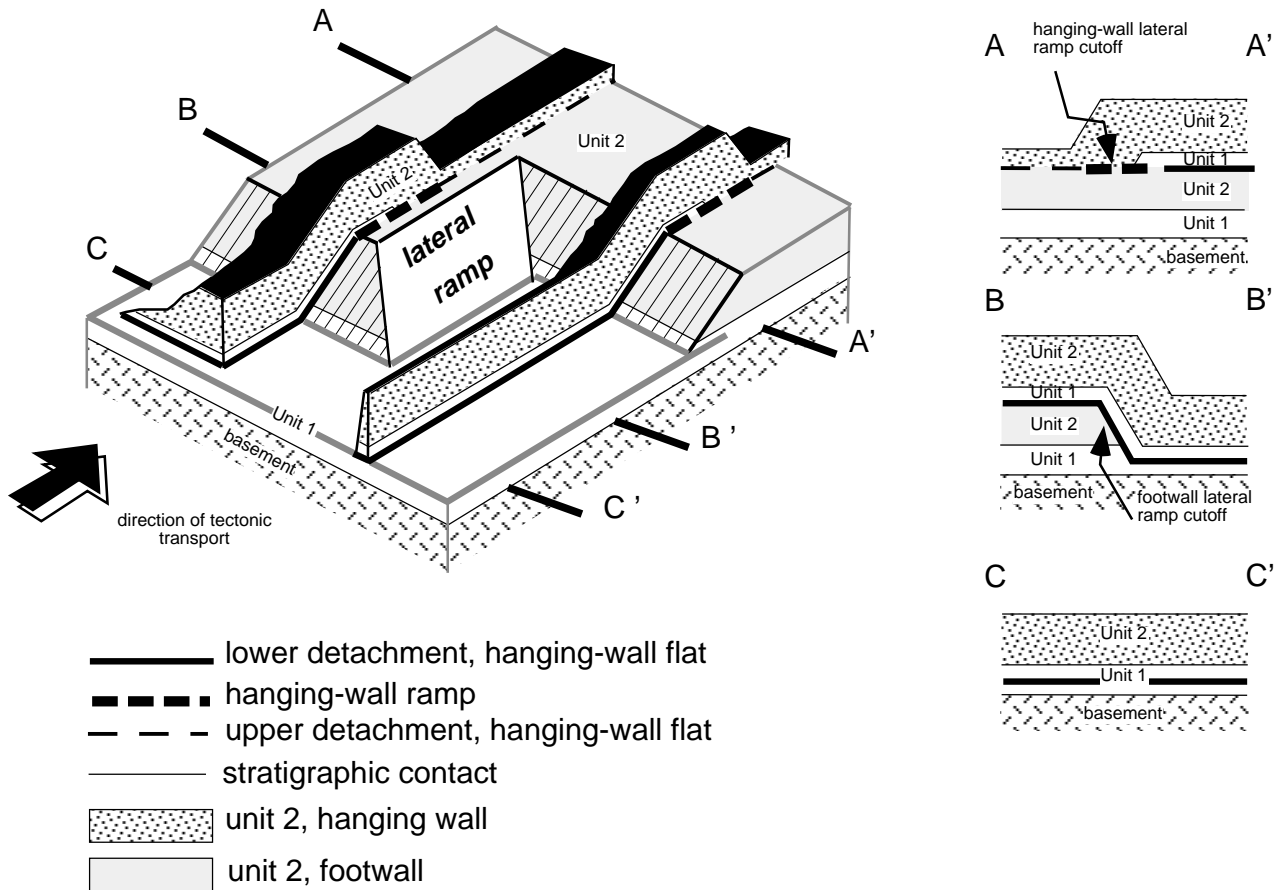 A
B
C
Unit 2
Unit 2
lateral
ramp
A’
B ’
C ’
Unit 1
basement
direction of tectonic
transport
lower detachment, hanging-wall flat
hanging-wall ramp
upper detachment, hanging-wall flat
stratigraphic contact
unit 2, hanging wall
unit 2, footwall
hanging-wall lateral
ramp cutoff
A A’
Unit 2
Unit 1
Unit 2
Unit 1
basement
B B’
Unit 2
Unit 1
Unit 2
Unit 1
basement
footwall lateral
ramp cutoff
C C’
Unit 2
Unit 1
basement